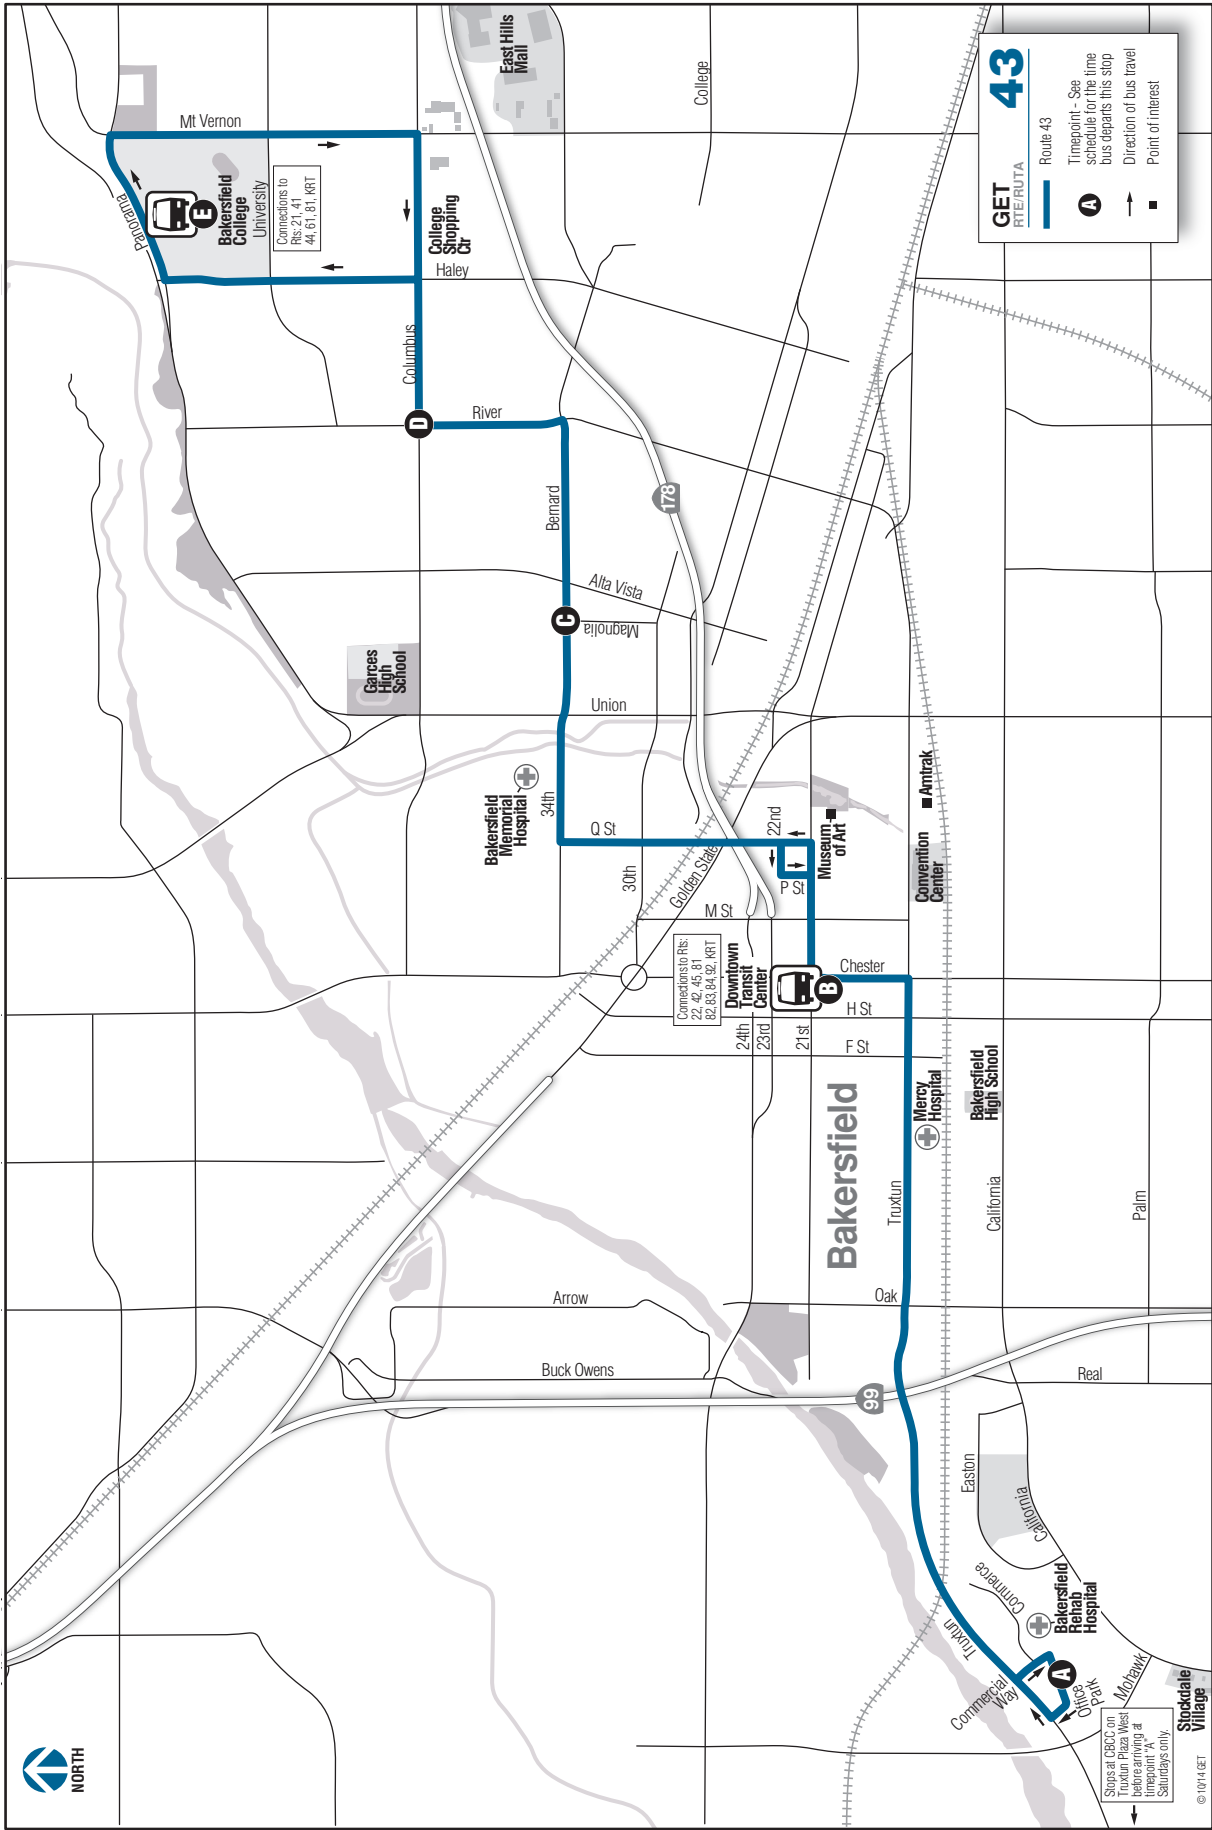 NORTH
Panorama
Mt Vernon
Bakersfield
College
E
University
Connections to
Rts: 21, 41
44, 61, 81, KRT
East Hills
Mall
College
Shopping
Ctr
Haley
Columbus
College
D
River
Bernard
178
Alta Vista
C
Magnolia
Garces
High
School
Union
Bakersfield
Memorial
Hospital
34th
Q St
30th
Golden State
22nd
P St
Museum
of Art
Amtrak
Convention
Center
M St
Connections to Rts:
22, 42, 45, 81
82, 83, 84, 92, KRT
Downtown
Transit
Center
B
Chester
H St
F St
24th
23rd
21st
Bakersfield
Mercy
Hospital
Bakersfield
High School
Truxtun
California
Palm
Arrow
Oak
Buck Owens
99
Real
Easton
California
Commerce
Bakersfield
Rehab
Hospital
Truxtun
Commercial
Way
A
Office
Park
Mohawk
Stockdale
Village
Stops at CBCC on
Truxtun Plaza West
before arriving at
timepoint "A"
Saturdays only.
© 10/14 GET
GET
RTE/RUTA
43
Route 43
A
Timepoint - See
schedule for the time
bus departs this stop
Direction of bus travel
Point of interest